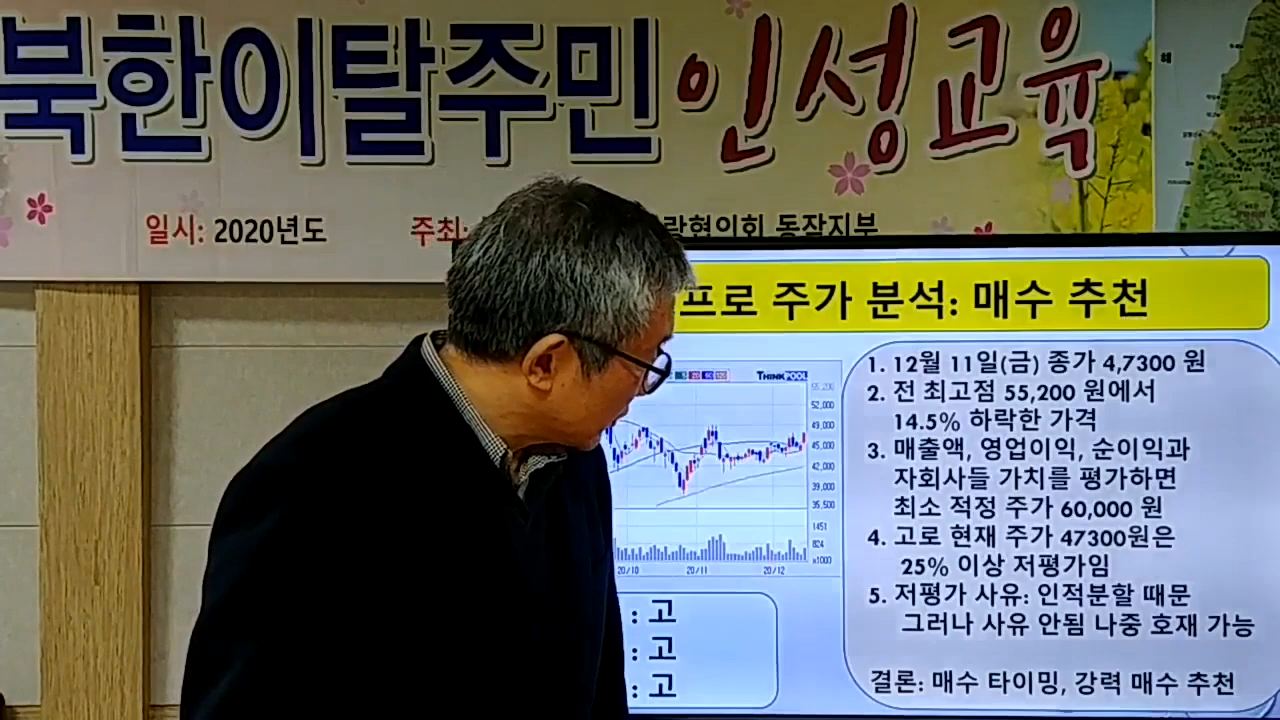 북한이탈주민 인성교육
일시: 2020년도 주최: 협의회 동작지부
프로 주가 분석: 매수 추천
THINKPOOL
55,200
52,000
49,000
45,000
42,000
39,000
35,500
1451
824
x1000
20/10 20/11 20/12
: 고
: 고
: 고
1. 12월 11일(금) 종가 4,7300 원
2. 전 최고점 55,200 원에서
14.5% 하락한 가격
3. 매출액, 영업이익, 순이익과
자회사들 가치를 평가하면
최소 적정 주가 60,000 원
4. 고로 현재 주가 47300원은
25% 이상 저평가임
5. 저평가 사유: 인적분할 때문
그러나 사유 안됨 나중 호재 가능
결론: 매수 타이밍, 강력 매수 추천